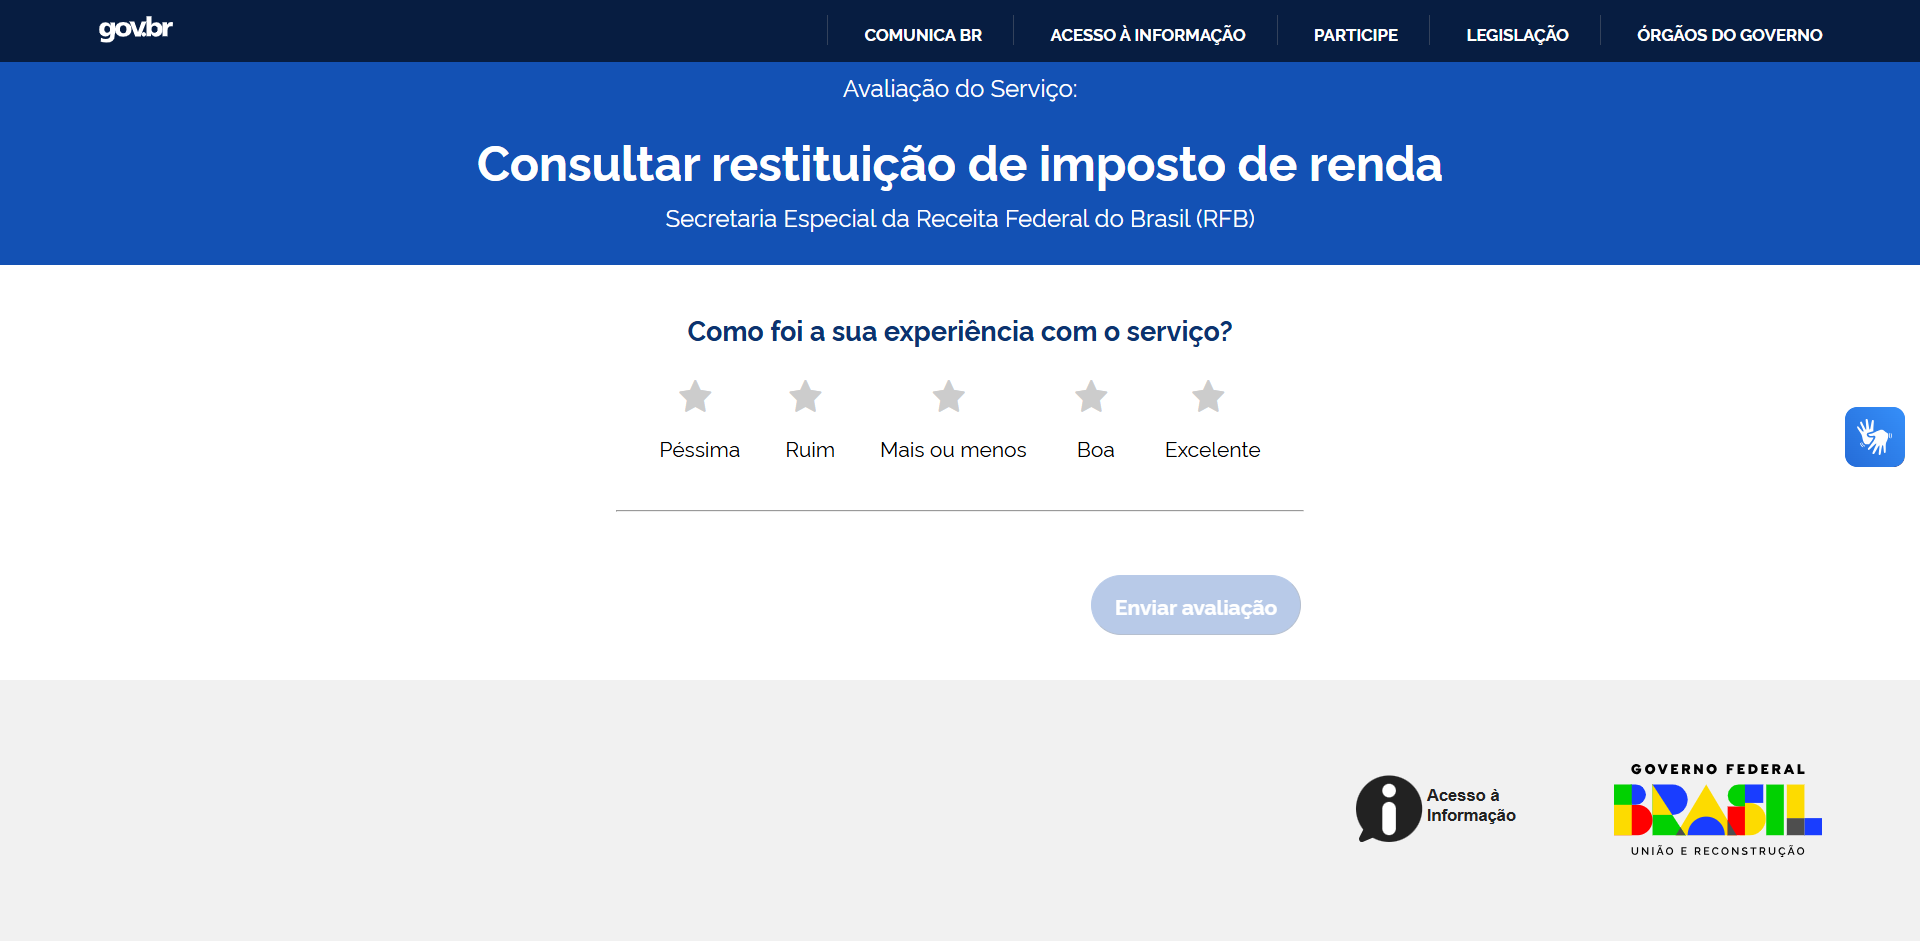 gov.br
COMUNICA BR
ACESSO À INFORMAÇÃO
PARTICIPE
LEGISLAÇÃO
ÓRGÃOS DO GOVERNO
Avaliação do Serviço:
Consultar restituição de imposto de renda
Secretaria Especial da Receita Federal do Brasil (RFB)
Como foi a sua experiência com o serviço?
Péssima
Ruim
Mais ou menos
Boa
Excelente
Enviar avaliação
Acesso à
Informação
GOVERNO FEDERAL
BRASIL
UNIÃO E RECONSTRUÇÃO